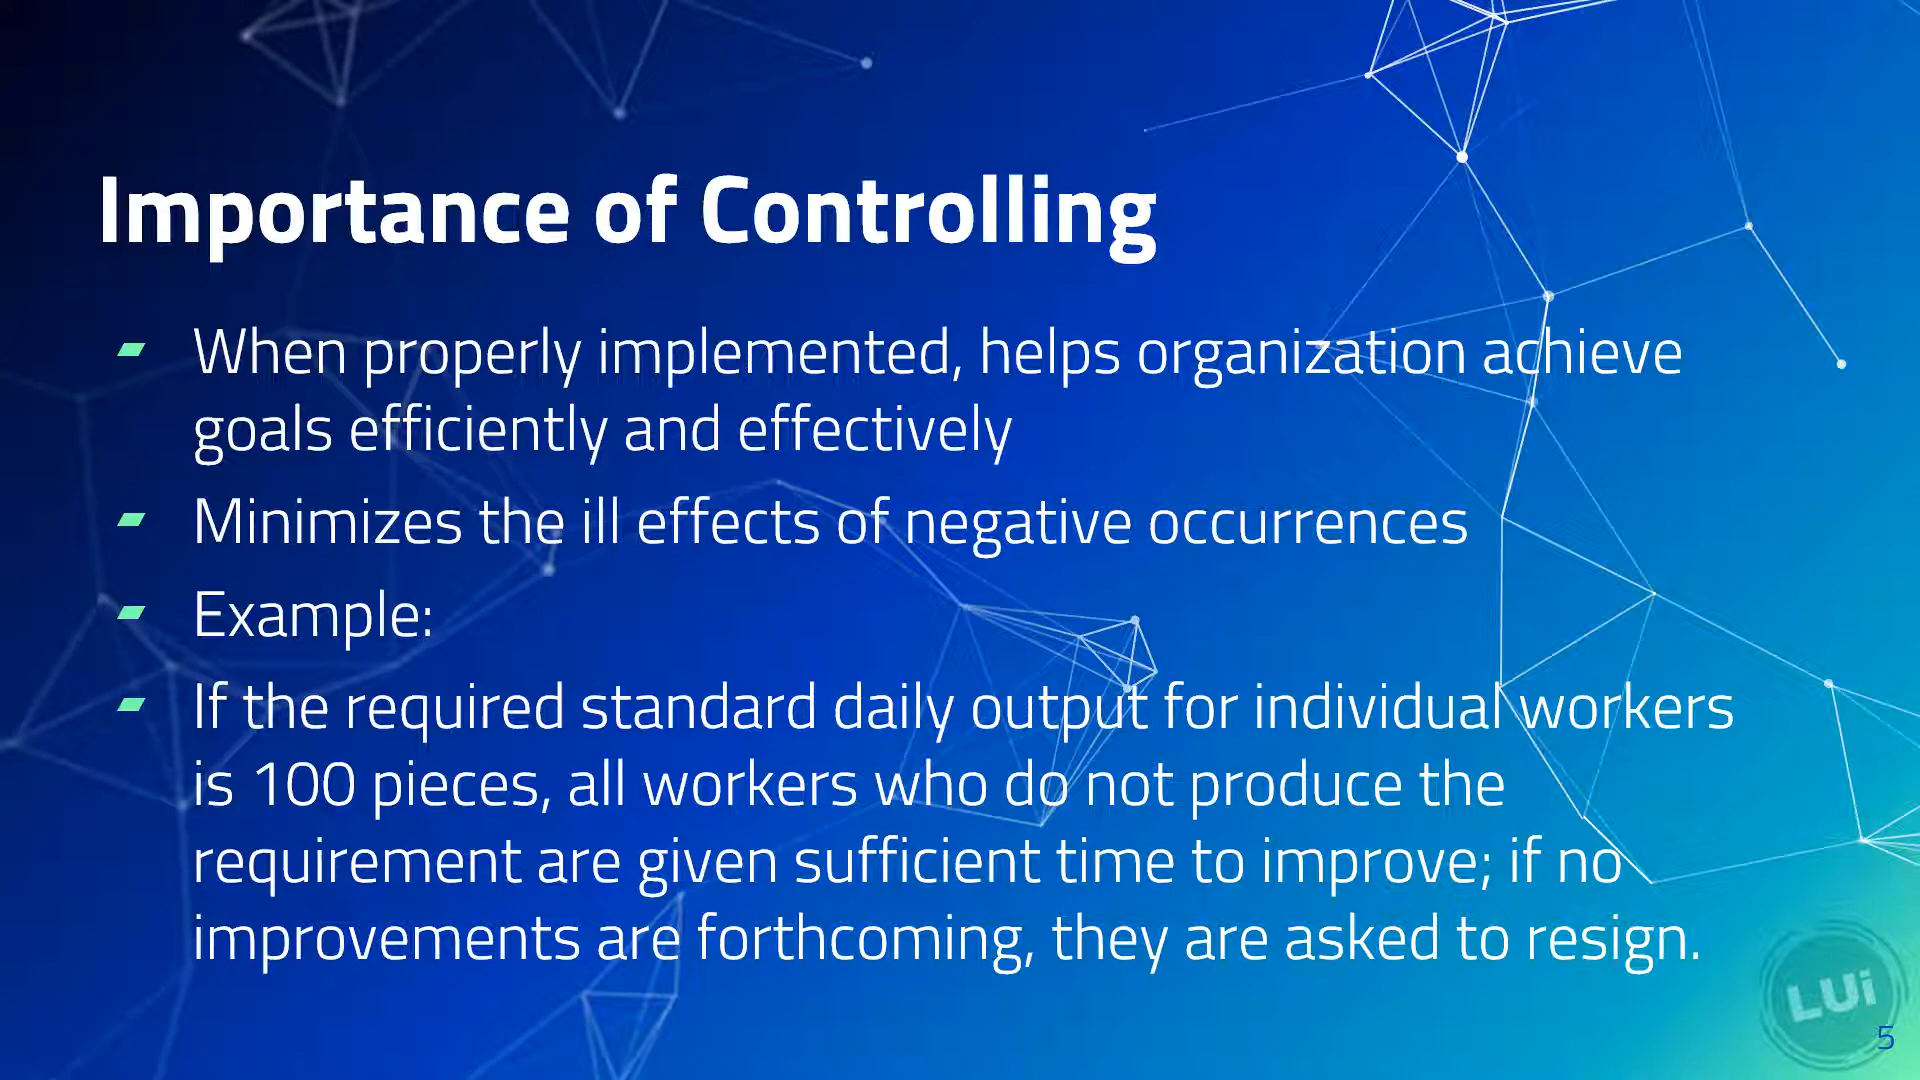 Importance of Controlling
When properly implemented, helps organization achieve
goals efficiently and effectively
Minimizes the ill effects of negative occurrences
Example:
If the required standard daily output for individual workers
is 100 pieces, all workers who do not produce the
requirement are given sufficient time to improve; if no
improvements are forthcoming, they are asked to resign.
LUi
5